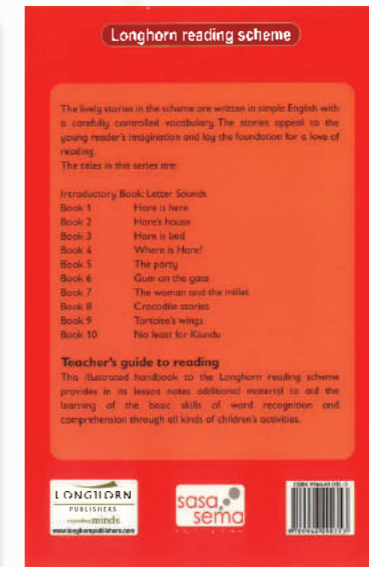 Longhorn reading scheme
The lively stories in the scheme are written in simple English with
a carefully controlled vocabulary. The stories appeal to the
young reader's imagination and lay the foundation for a love of
reading.
The titles in this series are:
Introductory Book: Letter Sounds
Book 1 Hare is here
Book 2 Hare's house
Book 3 Hare is bad
Book 4 Where is Hare?
Book 5 The party
Book 6 Gum on the gate
Book 7 The woman and the millet
Book 8 Crocodile stories
Book 9 Tortoise's wings
Book 10 No feast for Kiundu
Teacher's guide to reading
This illustrated handbook to the Longhorn reading scheme
provides in its lesson notes additional material to aid the
learning of the basic skills of word recognition and
comprehension through all kinds of children's activities.
LONGHORN
PUBLISHERS
expanding minds
www.longhornpublishers.com
sasa
sema